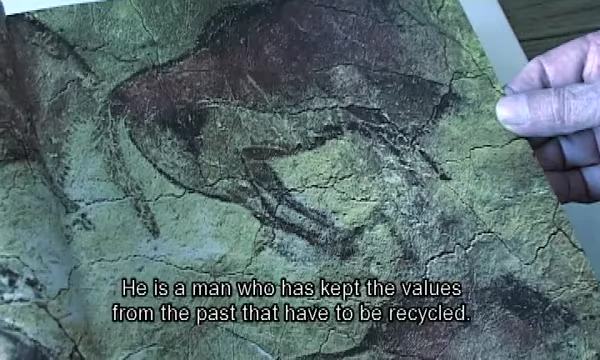 He is a man who has kept the values
from the past that have to be recycled.